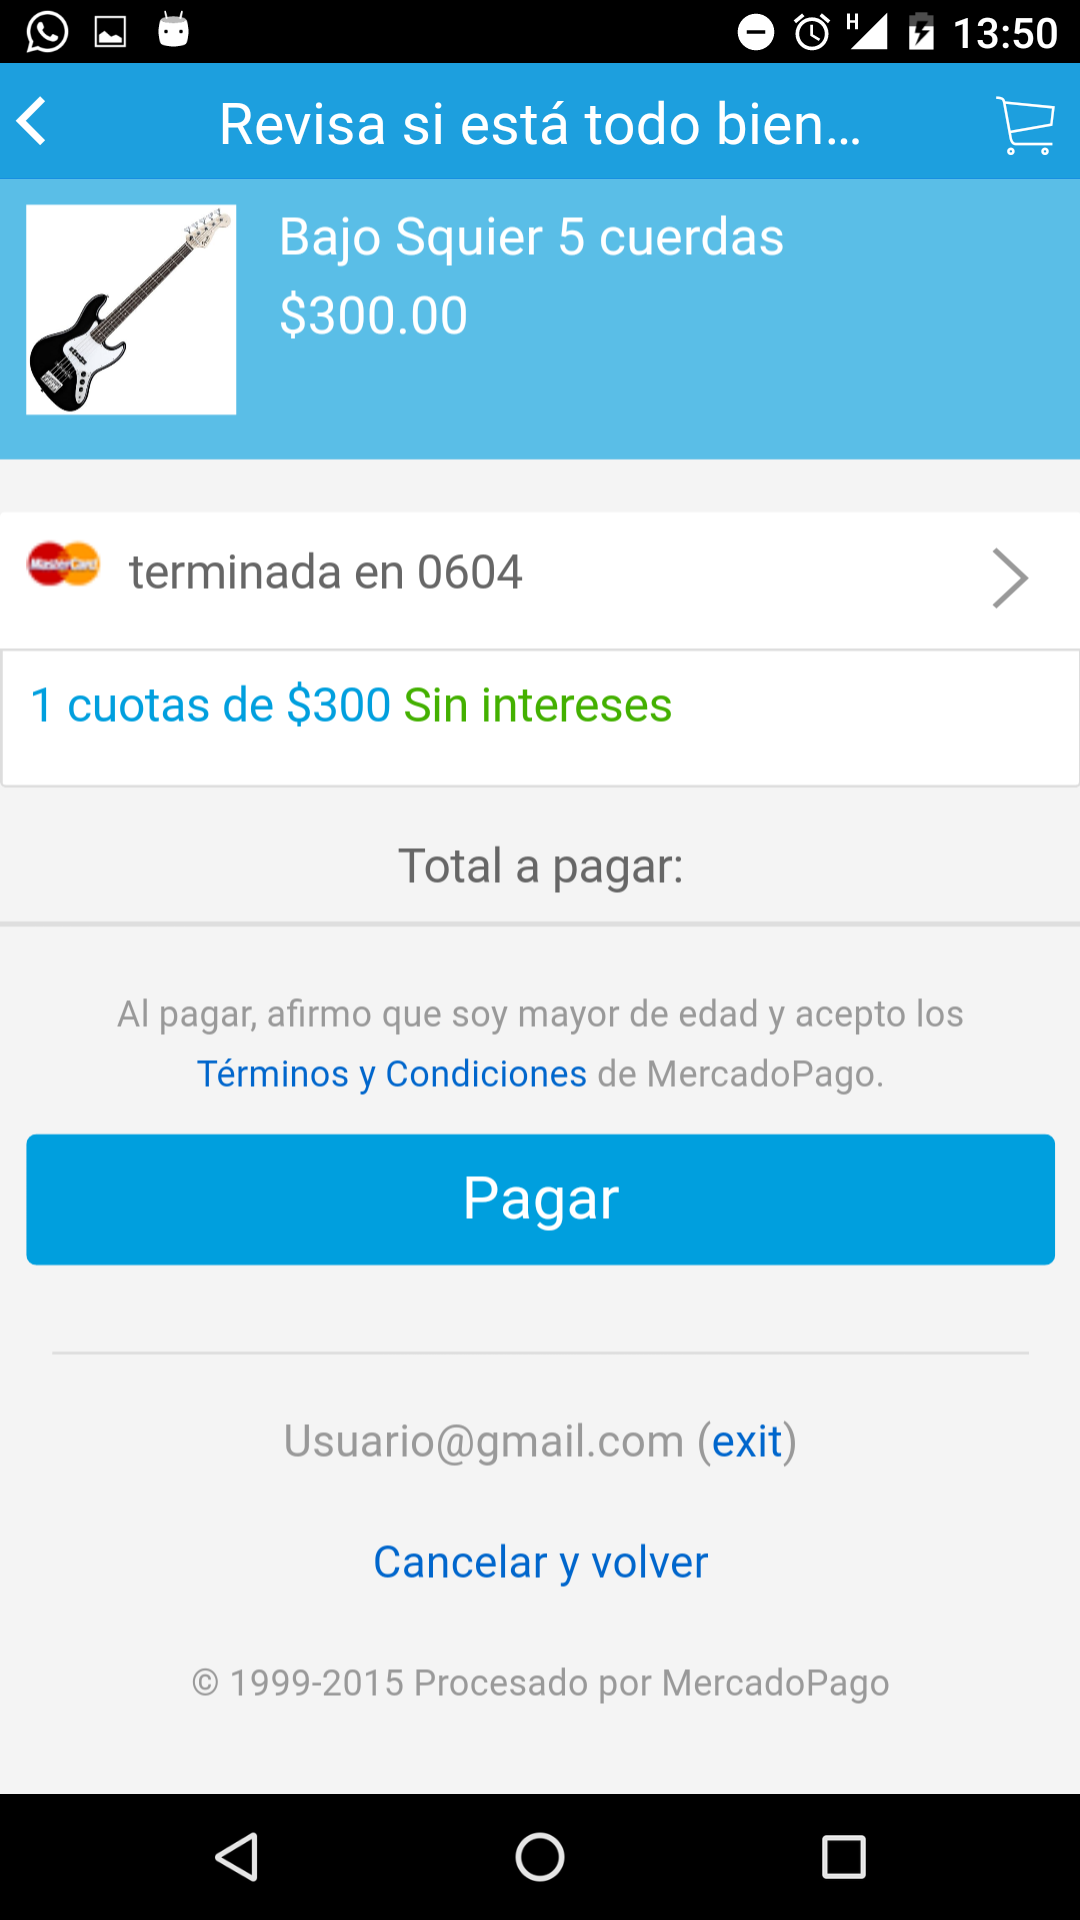 H 13:50
Revisa si está todo bien...
Bajo Squier 5 cuerdas
$300.00
MasterCard terminada en 0604
1 cuotas de $300 Sin intereses
Total a pagar:
Al pagar, afirmo que soy mayor de edad y acepto los
Términos y Condiciones de MercadoPago.
Pagar
Usuario@gmail.com (exit)
Cancelar y volver
© 1999-2015 Procesado por MercadoPago